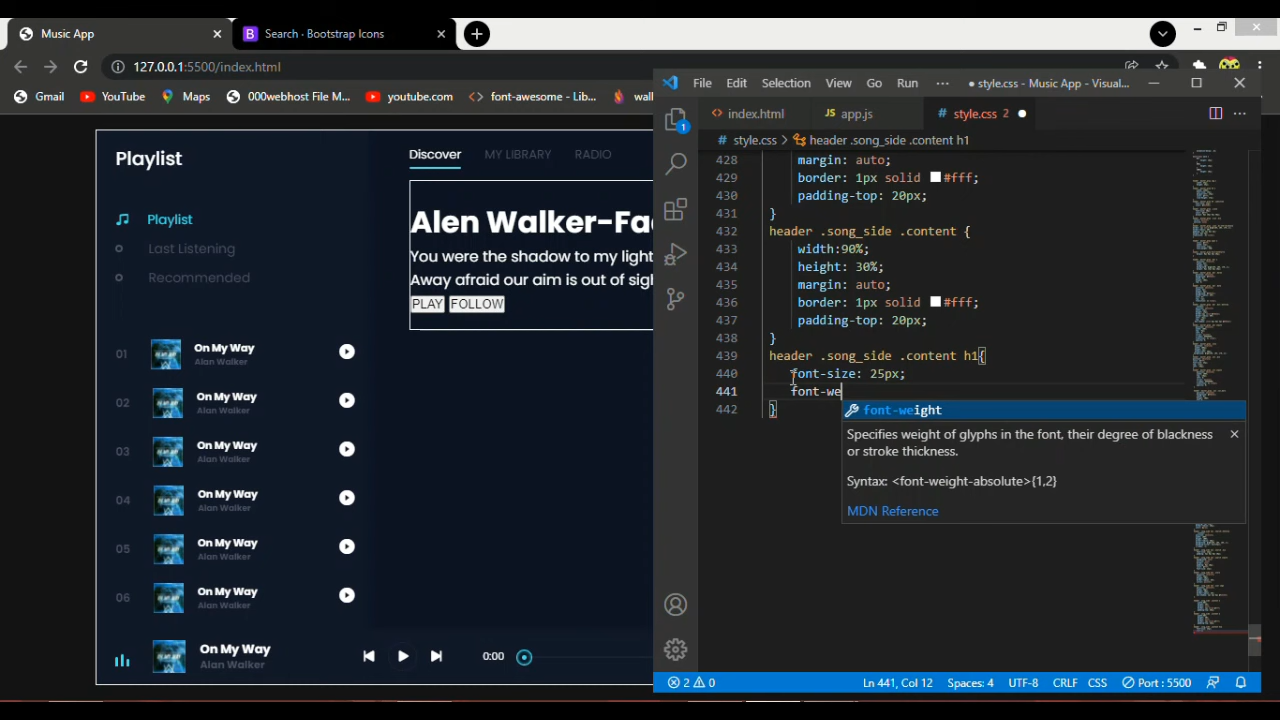 Music App
Search · Bootstrap Icons
127.0.0.1:5500/index.html
Gmail
YouTube
Maps
000webhost File M...
youtube.com
font-awesome - Lib...
wall
Playlist
Playlist
Last Listening
Recommended
01
On My Way
Alan Walker
02
On My Way
Alan Walker
03
On My Way
Alan Walker
04
On My Way
Alan Walker
05
On My Way
Alan Walker
06
On My Way
Alan Walker
On My Way
Alan Walker
0:00
Discover
MY LIBRARY
RADIO
Alen Walker-Fa
You were the shadow to my light
Away afraid our aim is out of sigh
PLAY FOLLOW
File Edit Selection View Go Run ··· ● style.css - Music App - Visual...
1
index.html
app.js
style.css 2
style.css > header .song_side .content h1
428 margin: auto;
429 border: 1px solid #fff;
430 padding-top: 20px;
431 }
432 header .song_side .content {
433 width:90%;
434 height: 30%;
435 margin: auto;
436 border: 1px solid #fff;
437 padding-top: 20px;
438 }
439 header .song_side .content h1{
440 font-size: 25px;
441 font-we
442 }
font-weight
Specifies weight of glyphs in the font, their degree of blackness
or stroke thickness.
Syntax: <font-weight-absolute>{1,2}
MDN Reference
2 0
Ln 441, Col 12
Spaces: 4
UTF-8
CRLF
CSS
Port : 5500